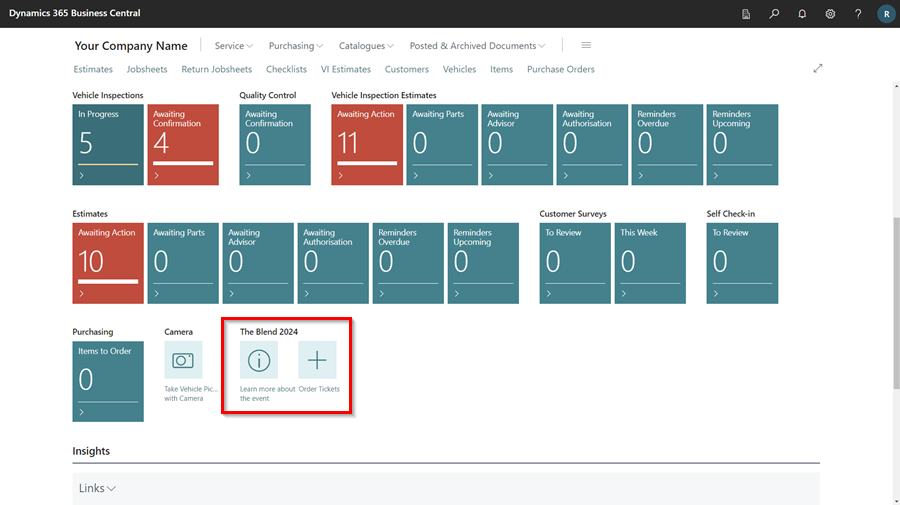 Dynamics 365 Business Central
R
Your Company Name Service Purchasing Catalogues Posted & Archived Documents
Estimates Jobsheets Return Jobsheets Checklists VI Estimates Customers Vehicles Items Purchase Orders
Vehicle Inspections
In Progress
5
Awaiting
Confirmation
4
Quality Control
Awaiting
Confirmation
0
Vehicle Inspection Estimates
Awaiting Action
11
Awaiting Parts
0
Awaiting
Advisor
0
Awaiting
Authorisation
0
Reminders
Overdue
0
Reminders
Upcoming
0
Estimates
Awaiting Action
10
Awaiting Parts
0
Awaiting
Advisor
0
Awaiting
Authorisation
0
Reminders
Overdue
0
Reminders
Upcoming
0
Customer Surveys
To Review
0
This Week
0
Self Check-in
To Review
0
Purchasing
Items to Order
0
Camera
Take Vehicle Pic...
with Camera
The Blend 2024
Learn more about
the event
Order Tickets
Insights
Links